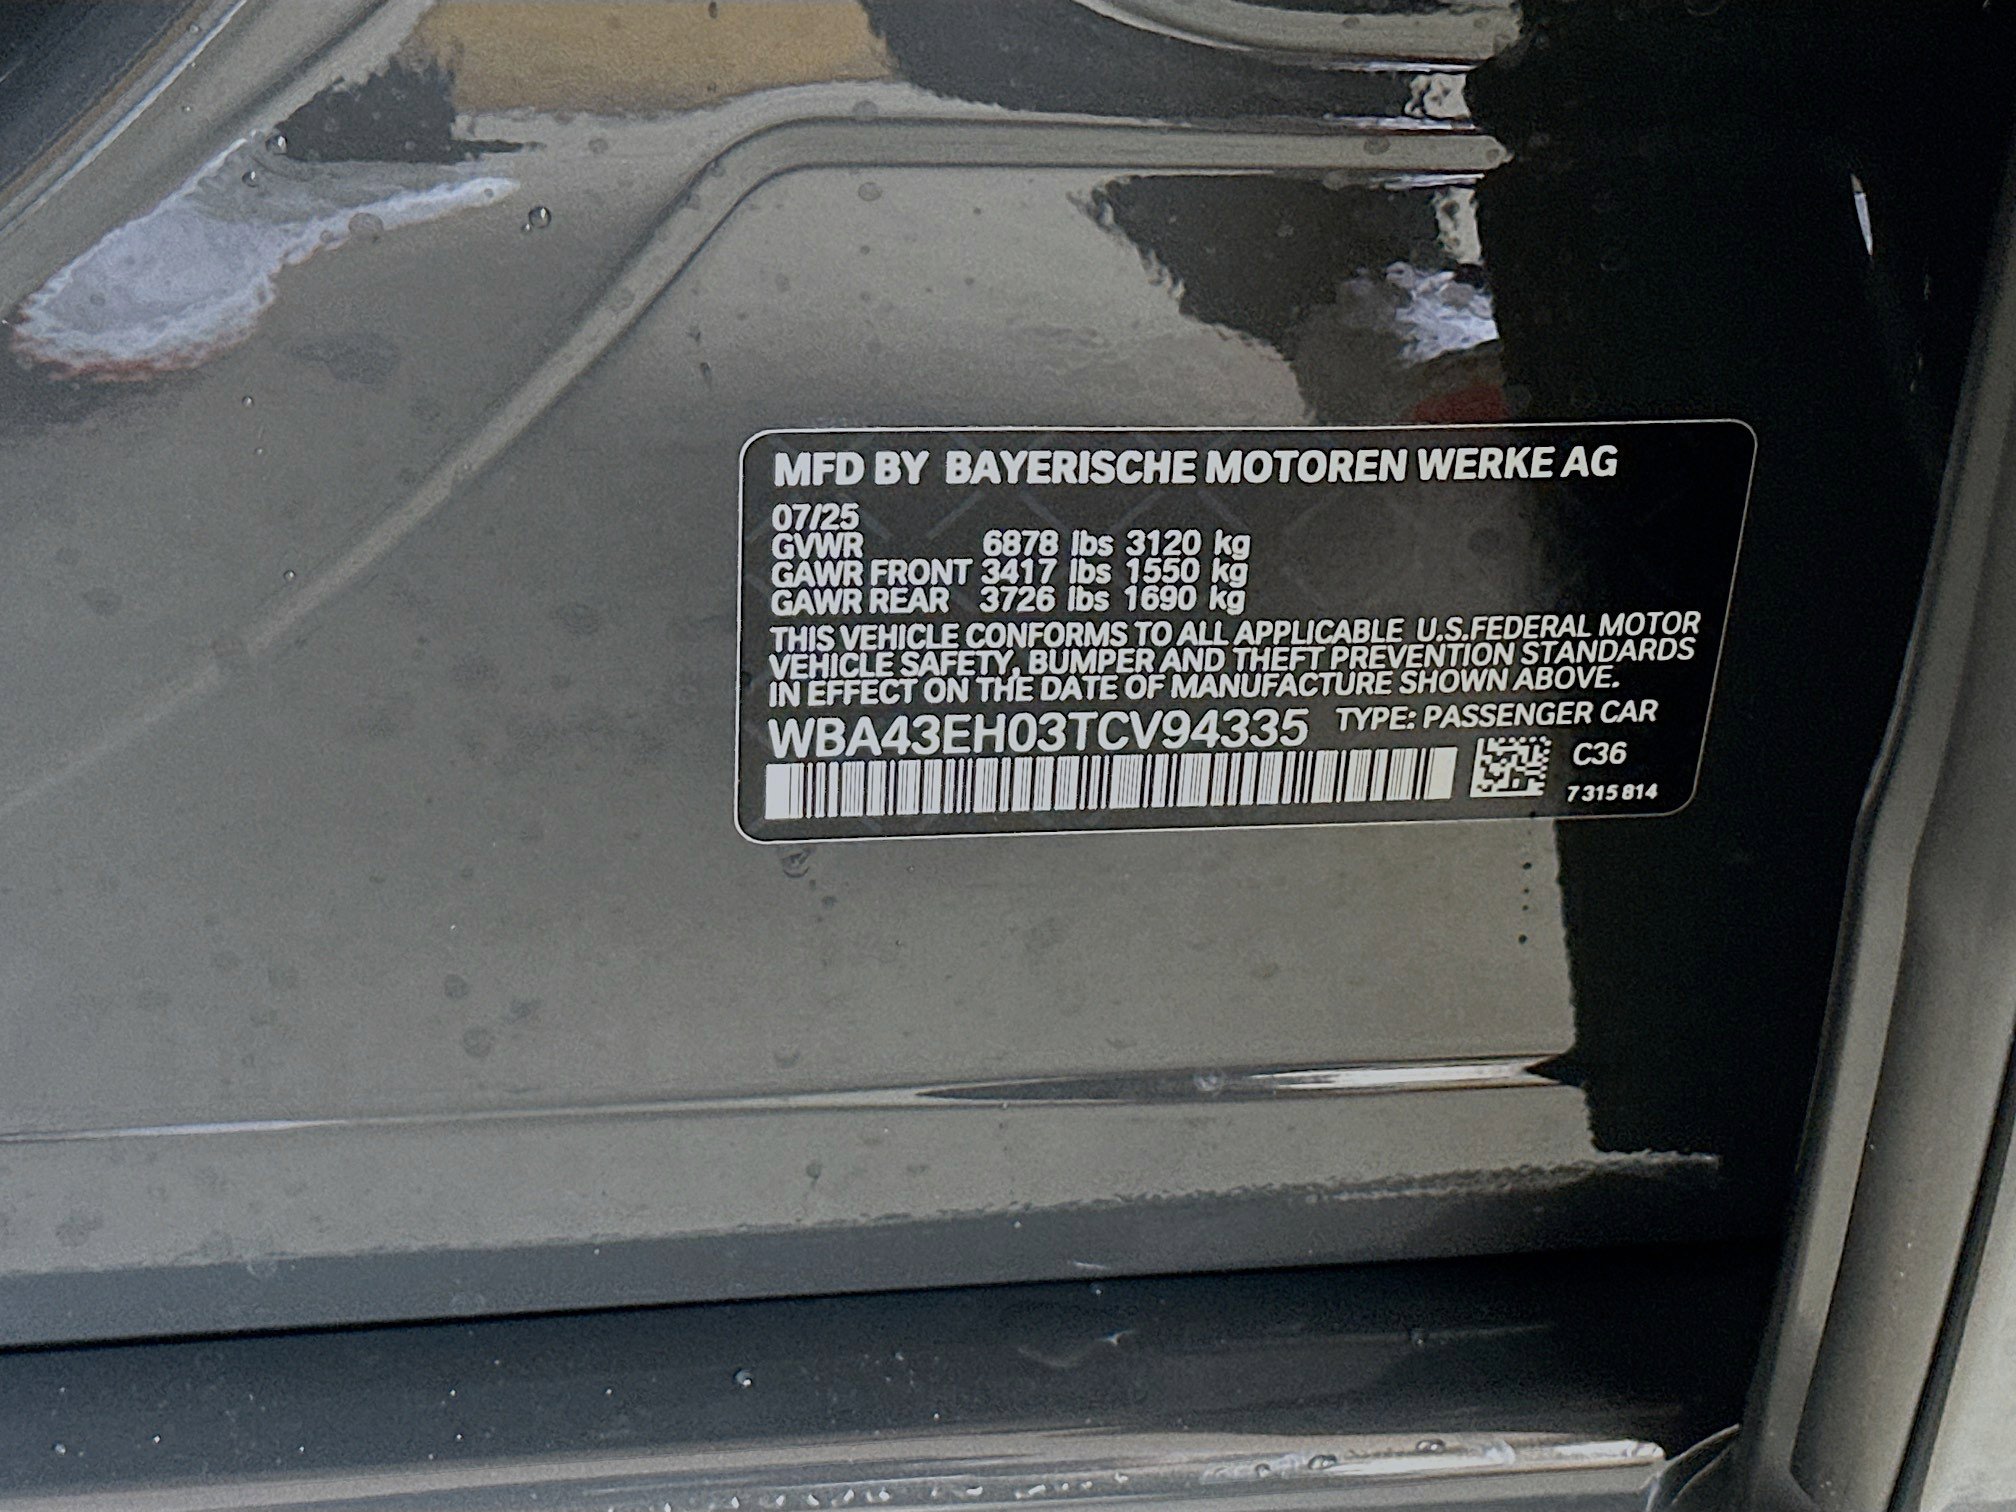 MFD BY BAYERISCHE MOTOREN WERKE AG
07/25
GVWR 6878 lbs 3120 kg
GAWR FRONT 3417 lbs 1550 kg
GAWR REAR 3726 lbs 1690 kg
THIS VEHICLE CONFORMS TO ALL APPLICABLE U.S.FEDERAL MOTOR
VEHICLE SAFETY, BUMPER AND THEFT PREVENTION STANDARDS
IN EFFECT ON THE DATE OF MANUFACTURE SHOWN ABOVE.
WBA43EH03TCV94335 TYPE: PASSENGER CAR
C36
7 315 814